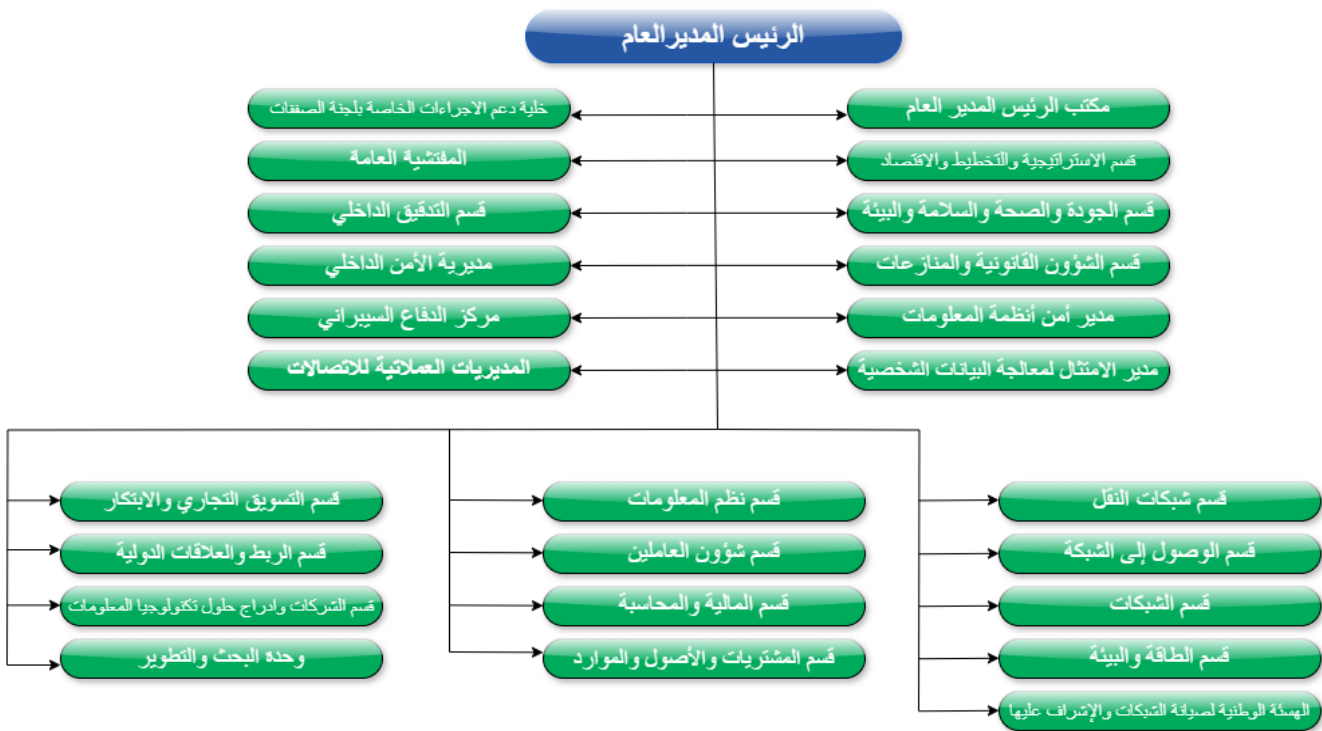 الرئيس المديرالعام
مكتب الرئيس المدير العام
خلية دعم الاجراءات الخاصة بلجنة الصفقات
قسم الاستراتيجية والتخطيط والاقتصاد
المفتشية العامة
قسم الجودة والصحة والسلامة والبيئة
قسم التدقيق الداخلي
قسم الشؤون القانونية والمنازعات
مديرية الأمن الداخلي
مدير أمن أنظمة المعلومات
مركز الدفاع السيبراني
مدير الامتثال لمعالجة البيانات الشخصية
المديريات العملاتية للاتصالات
قسم شبكات النقل
قسم الوصول إلى الشبكة
قسم الشبكات
قسم الطاقة والبيئة
الهسئة الوطنية لصيانة الشبكات والإشراف عليها
قسم نظم المعلومات
قسم شؤون العاملين
قسم المالية والمحاسبة
قسم المشتريات والأصول والموارد
قسم التسويق التجاري والابتكار
قسم الربط والعلاقات الدولية
قسم الشركات وادراج حلول تكنولوجيا المعلومات
وحدة البحث والتطوير